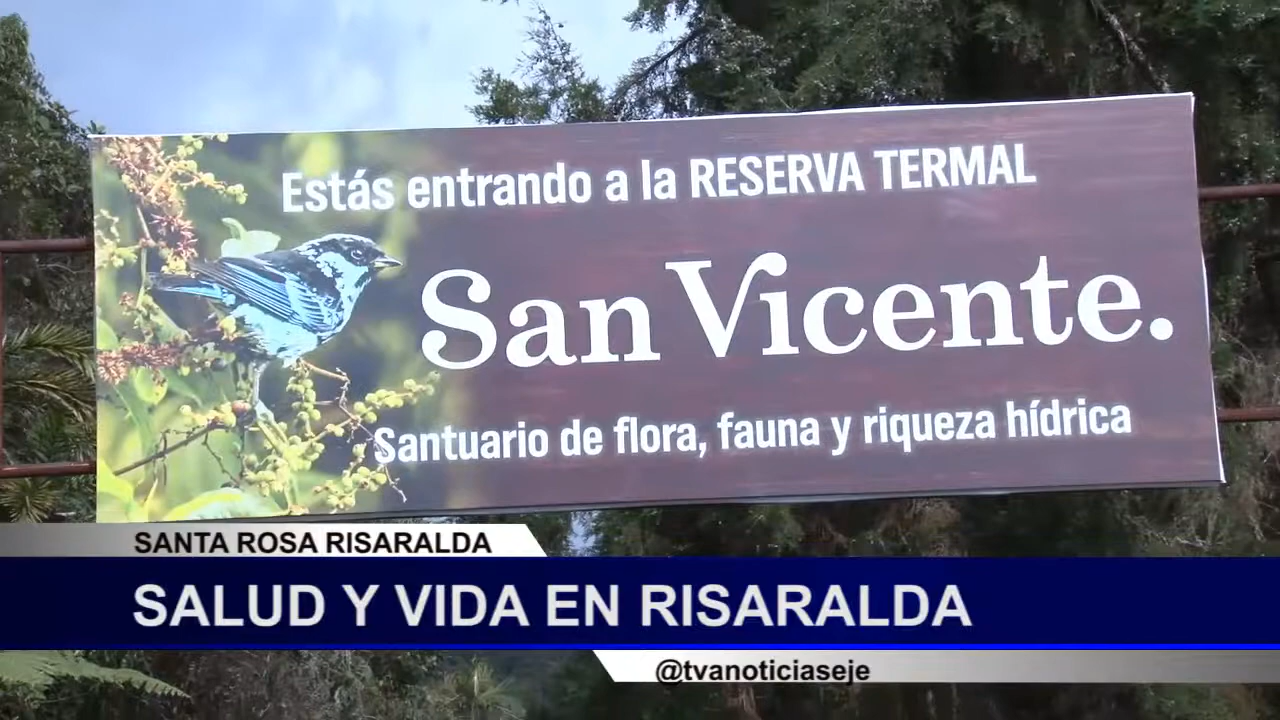 Estás entrando a la RESERVA TERMAL
San Vicente.
Santuario de flora, fauna y riqueza hídrica
SANTA ROSA RISARALDA
SALUD Y VIDA EN RISARALDA
@tvanoticiaseje